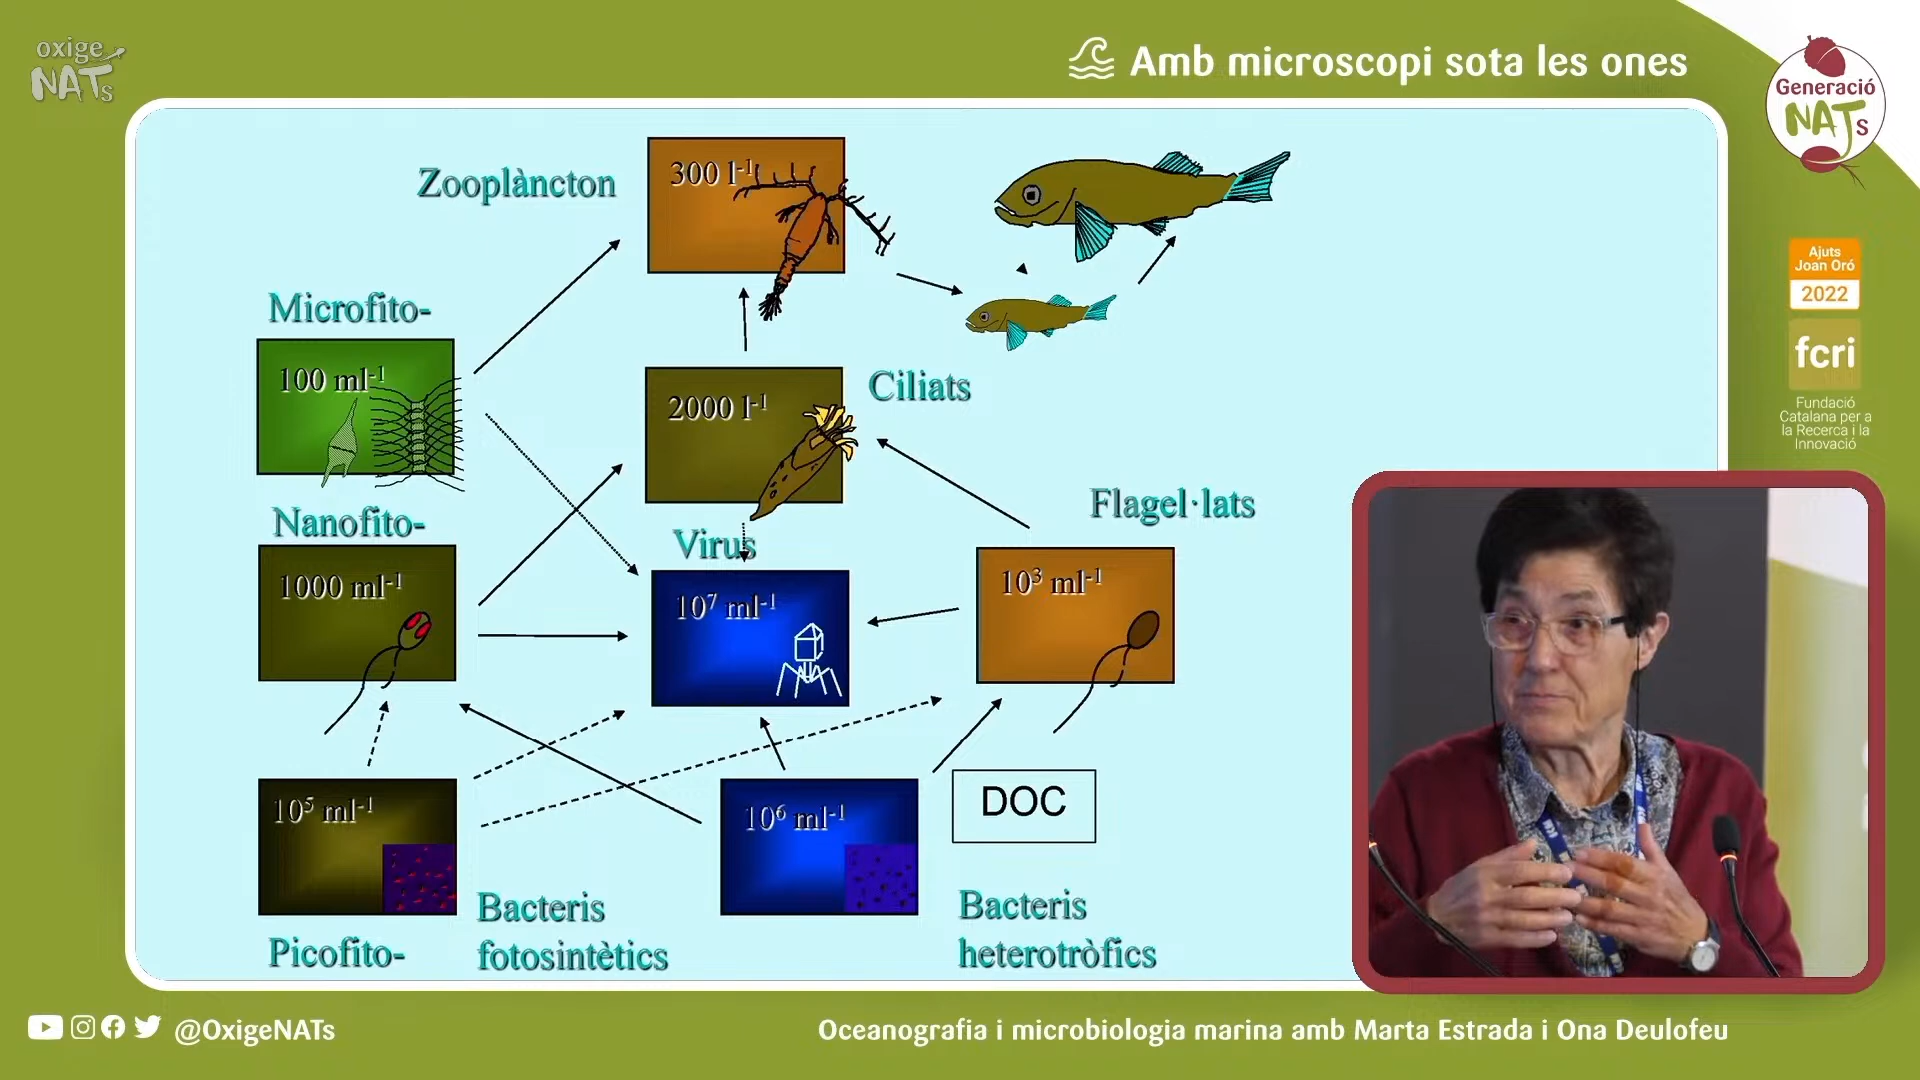 oxige
NATs
Amb microscopi sota les ones
Generació
NATs
Zooplàncton
300 l⁻¹
Ajuts
Joan Oró
2022
Microfito-
100 ml⁻¹
fcri
2000 l⁻¹
Ciliats
Fundació
Catalana per a
la Recerca i la
Innovació
Nanofito-
1000 ml⁻¹
Virus
10⁷ ml⁻¹
Flagel·lats
10³ ml⁻¹
10⁵ ml⁻¹
10⁶ ml⁻¹
DOC
Picofito-
Bacteris
fotosintètics
Bacteris
heterotròfics
@OxigeNATs
Oceanografia i microbiologia marina amb Marta Estrada i Ona Deulofeu